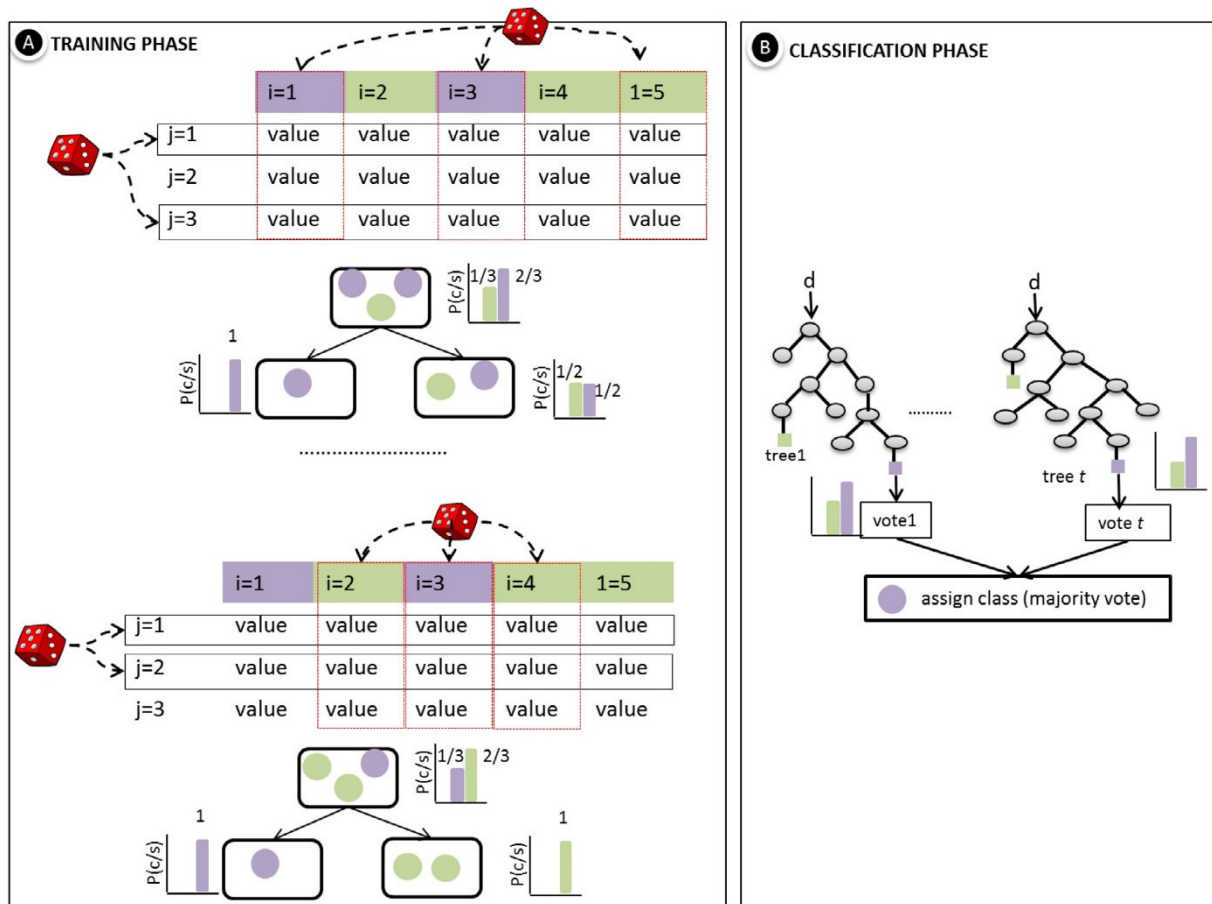 A TRAINING PHASE
i=1 i=2 i=3 i=4 1=5
j=1 value value value value value
j=2 value value value value value
j=3 value value value value value
P(c/s) 1/3 2/3
P(c/s) 1
P(c/s) 1/2 1/2
..........................
i=1 i=2 i=3 i=4 1=5
j=1 value value value value value
j=2 value value value value value
j=3 value value value value value
P(c/s) 1/3 2/3
P(c/s) 1
P(c/s) 1
B CLASSIFICATION PHASE
d d
..........
tree1
tree t
vote1 vote t
assign class (majority vote)